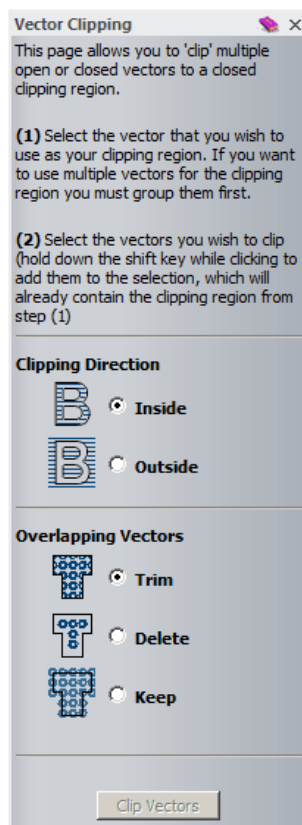 Vector Clipping
This page allows you to 'clip' multiple
open or closed vectors to a closed
clipping region.
(1) Select the vector that you wish to
use as your clipping region. If you want
to use multiple vectors for the clipping
region you must group them first.
(2) Select the vectors you wish to clip
(hold down the shift key while clicking to
add them to the selection, which will
already contain the clipping region from
step (1)
Clipping Direction
B Inside
B Outside
Overlapping Vectors
Trim
Delete
Keep
Clip Vectors